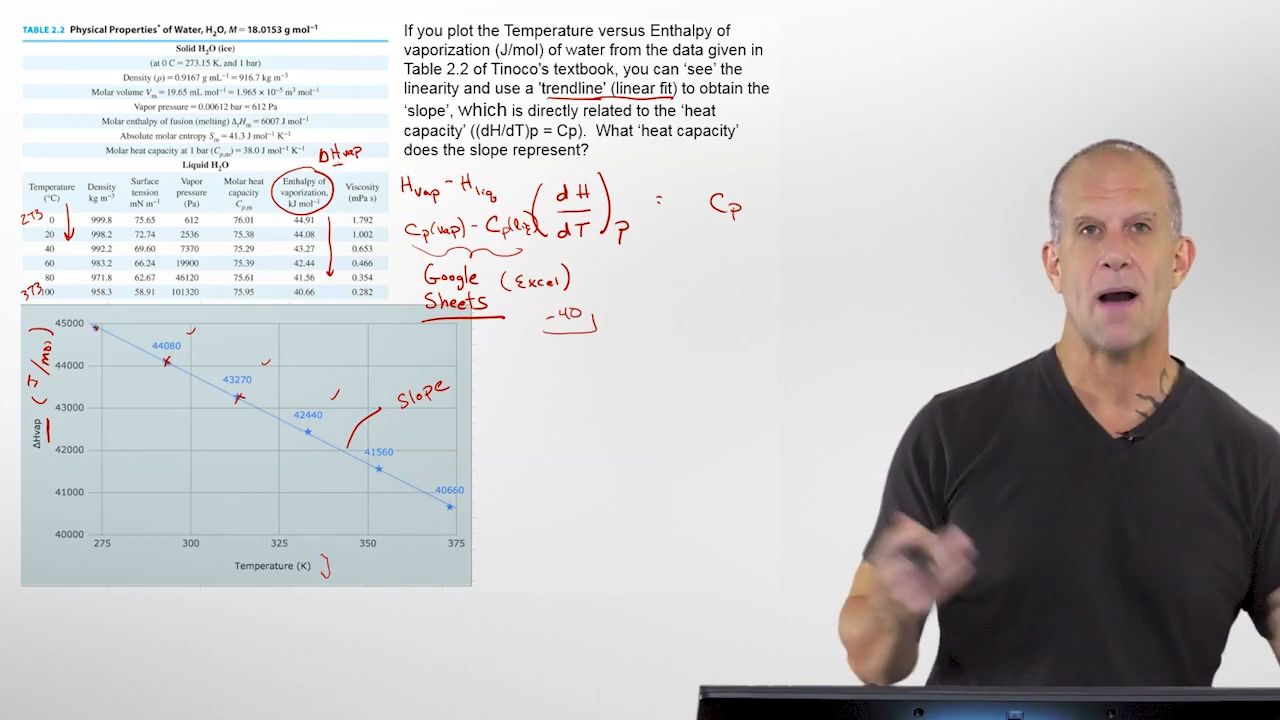 TABLE 2.2 Physical Properties* of Water, H₂O, M = 18.0153 g mol⁻¹
Solid H₂O (ice)
(at 0 C = 273.15 K, and 1 bar)
Density (ρ) = 0.9167 g mL⁻¹ = 916.7 kg m⁻³
Molar volume Vₘ = 19.65 mL mol⁻¹ = 1.965 × 10⁻⁵ m³ mol⁻¹
Vapor pressure = 0.00612 bar = 612 Pa
Molar enthalpy of fusion (melting) ΔfHₘ = 6007 J mol⁻¹
Absolute molar entropy Sₘ = 41.3 J mol⁻¹ K⁻¹
Molar heat capacity at 1 bar (Cp,m) = 38.0 J mol⁻¹ K⁻¹
ΔHvap
Liquid H₂O
Temperature (°C) Density kg m⁻³ Surface tension mN m⁻¹ Vapor pressure (Pa) Molar heat capacity Cp,m Enthalpy of vaporization, kJ mol⁻¹ Viscosity (mPa s)
273 0 999.8 75.65 612 76.01 44.91 1.792
20 998.2 72.74 2536 75.38 44.08 1.002
40 992.2 69.60 7370 75.29 43.27 0.653
60 983.2 66.24 19900 75.39 42.44 0.466
80 971.8 62.67 46120 75.61 41.56 0.354
373 100 958.3 58.91 101320 75.95 40.66 0.282
If you plot the Temperature versus Enthalpy of
vaporization (J/mol) of water from the data given in
Table 2.2 of Tinoco's textbook, you can 'see' the
linearity and use a 'trendline' (linear fit) to obtain the
'slope', which is directly related to the 'heat
capacity' ((dH/dT)p = Cp). What 'heat capacity'
does the slope represent?
Hvap - Hliq
(dH/dT)p = Cp
Cp(vap) - Cp(liq)
Google (Excel)
Sheets
-40
45000
44080
44000
43270
43000
Slope
42440
42000
41560
41000
40660
40000
ΔHvap (J/mol)
275 300 325 350 375
Temperature (K)